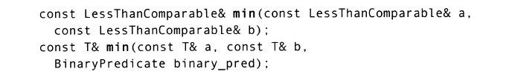 const LessThanComparable& min(const LessThanComparable& a,
const LessThanComparable& b);
const T& min(const T& a, const T& b,
BinaryPredicate binary_pred);